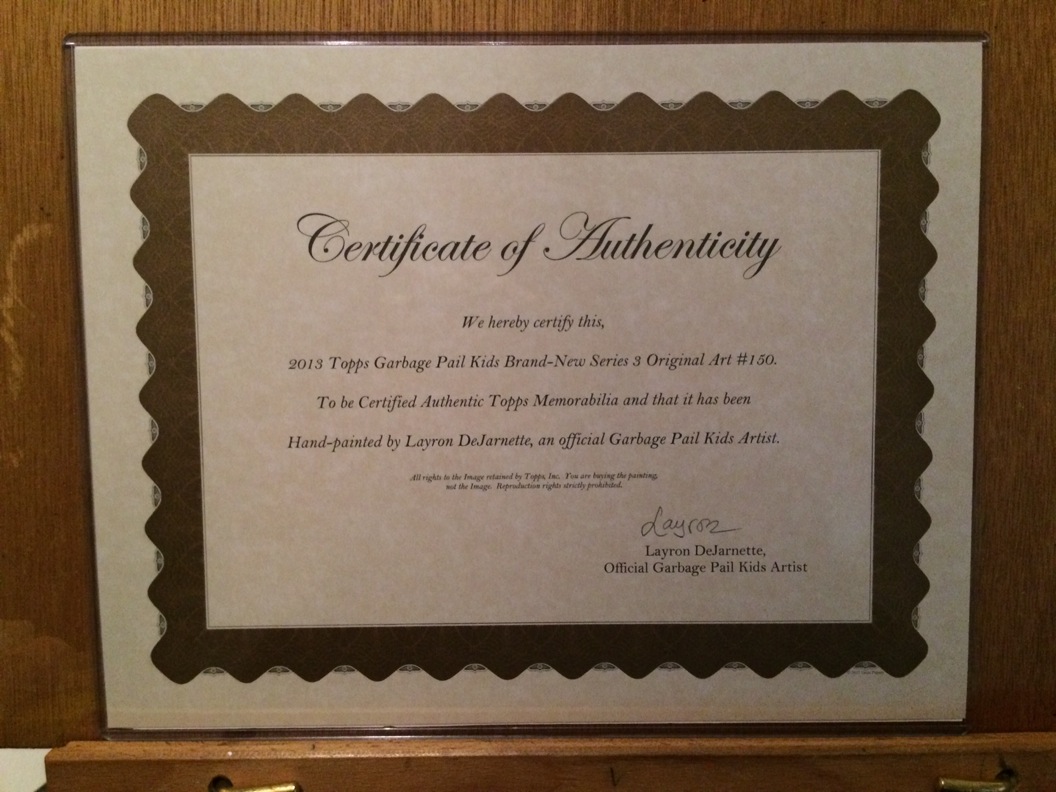 Certificate of Authenticity
We hereby certify this,
2013 Topps Garbage Pail Kids Brand-New Series 3 Original Art #150.
To be Certified Authentic Topps Memorabilia and that it has been
Hand-painted by Layron DeJarnette, an official Garbage Pail Kids Artist.
All rights to the Image retained by Topps, Inc. You are buying the painting,
not the Image. Reproduction rights strictly prohibited.
Layron
Layron DeJarnette,
Official Garbage Pail Kids Artist